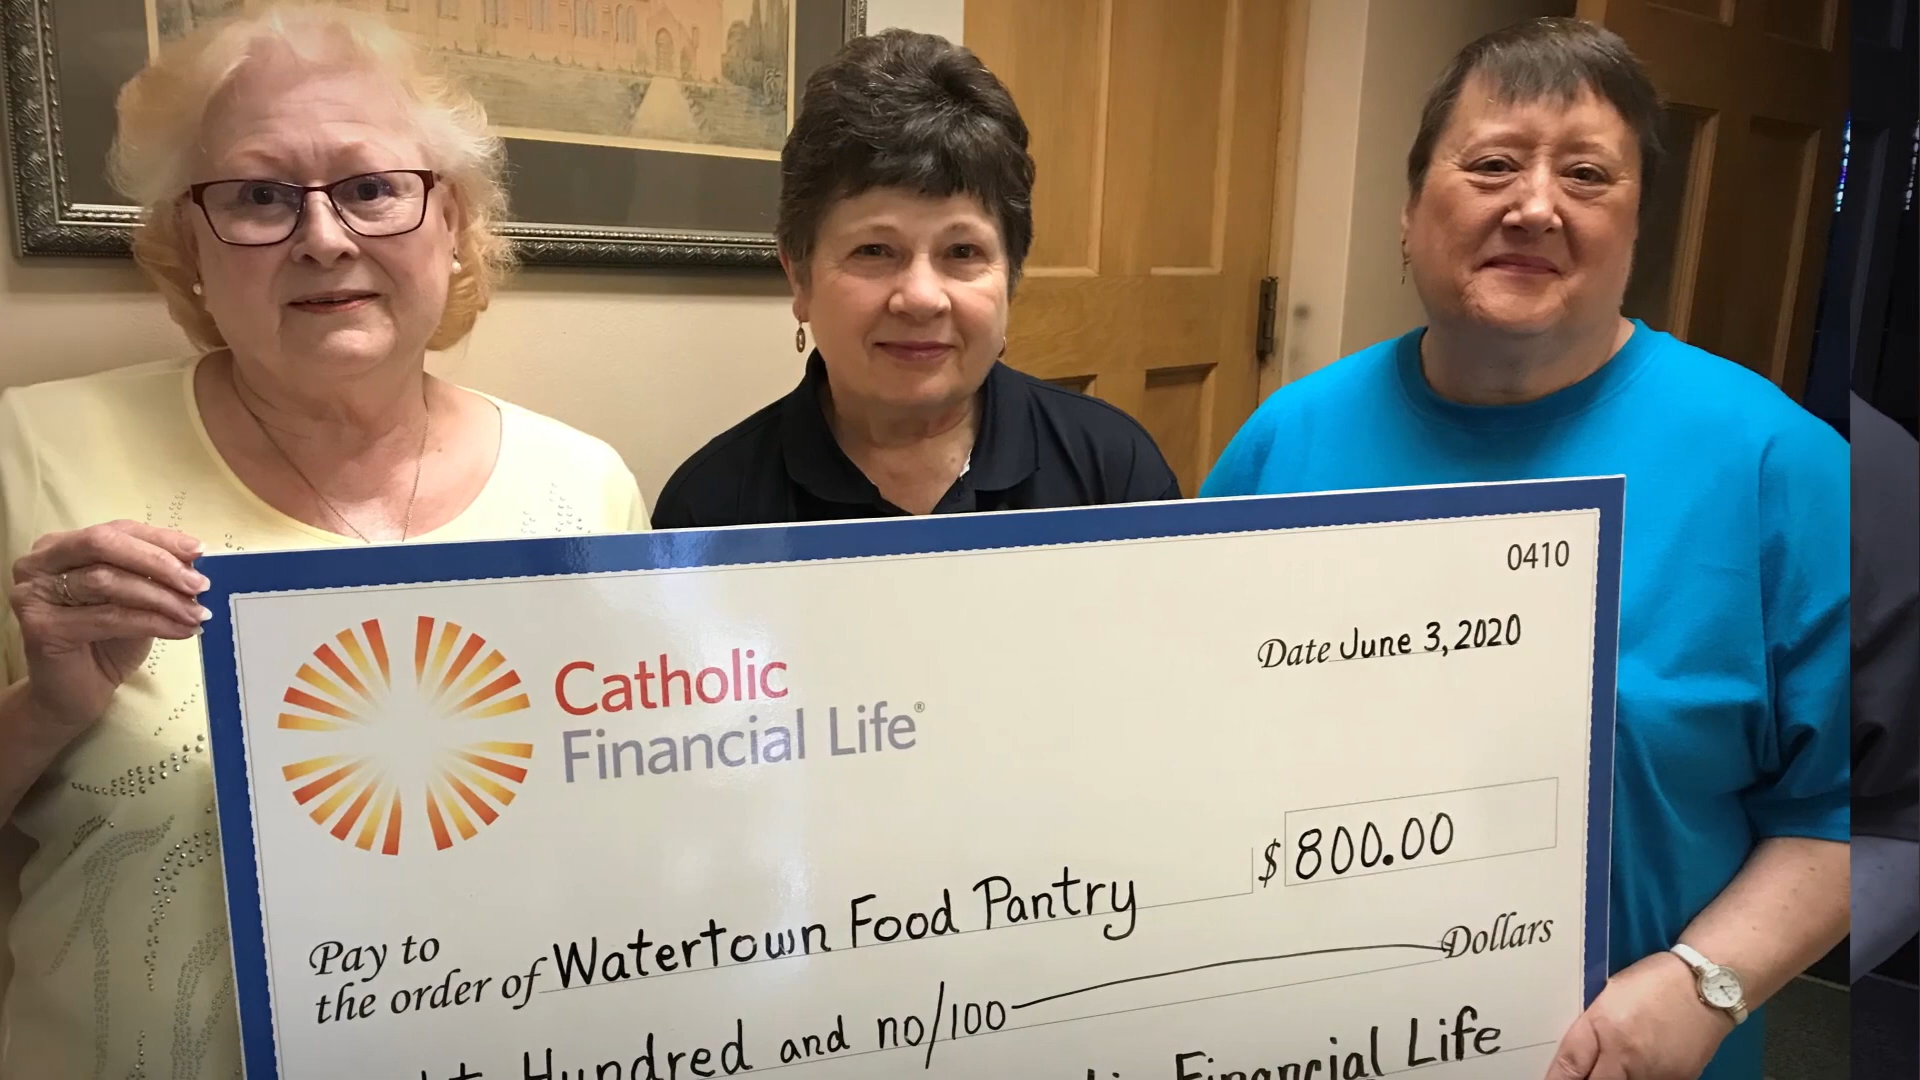 0410
Date June 3, 2020
Catholic
Financial Life®
$ 800.00
Pay to
the order of Watertown Food Pantry
Hundred and no/100 Dollars
Financial Life